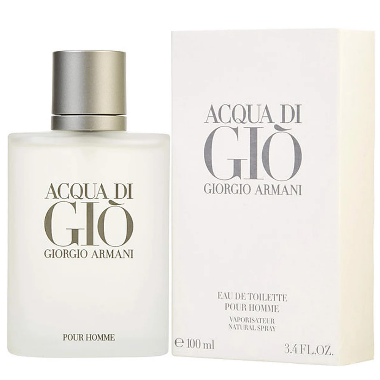 ACQUA DI
GIÒ
GIORGIO ARMANI
POUR HOMME
ACQUA DI
GIÒ
GIORGIO ARMANI
EAU DE TOILETTE
POUR HOMME
VAPORISATEUR
NATURAL SPRAY
e 100 ml 3.4 FL.OZ.